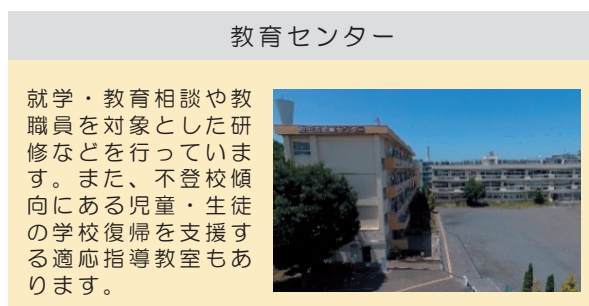 教育センター
就学・教育相談や教
職員を対象とした研
修などを行っていま
す。また、不登校傾
向にある児童・生徒
の学校復帰を支援す
る適応指導教室もあ
ります。